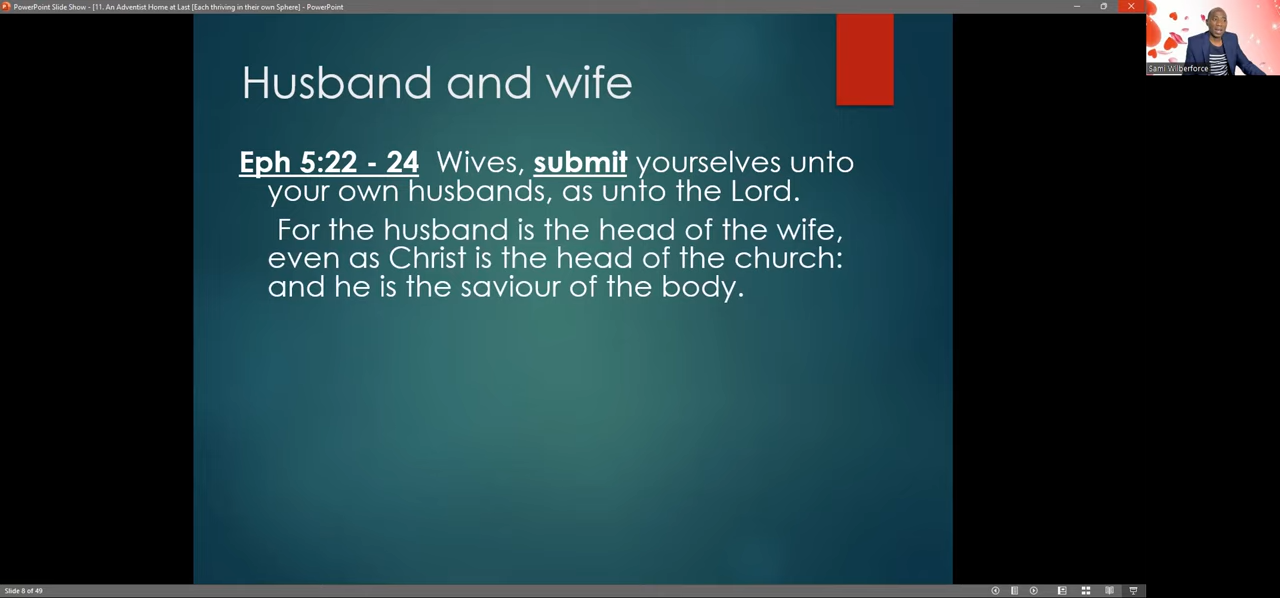 PowerPoint Slide Show - [11. An Adventist Home at Last [Each thriving in their own Sphere] - PowerPoint
Sami Wilberforce
Husband and wife
Eph 5:22 - 24 Wives, submit yourselves unto
your own husbands, as unto the Lord.
For the husband is the head of the wife,
even as Christ is the head of the church:
and he is the saviour of the body.
Slide 8 of 49